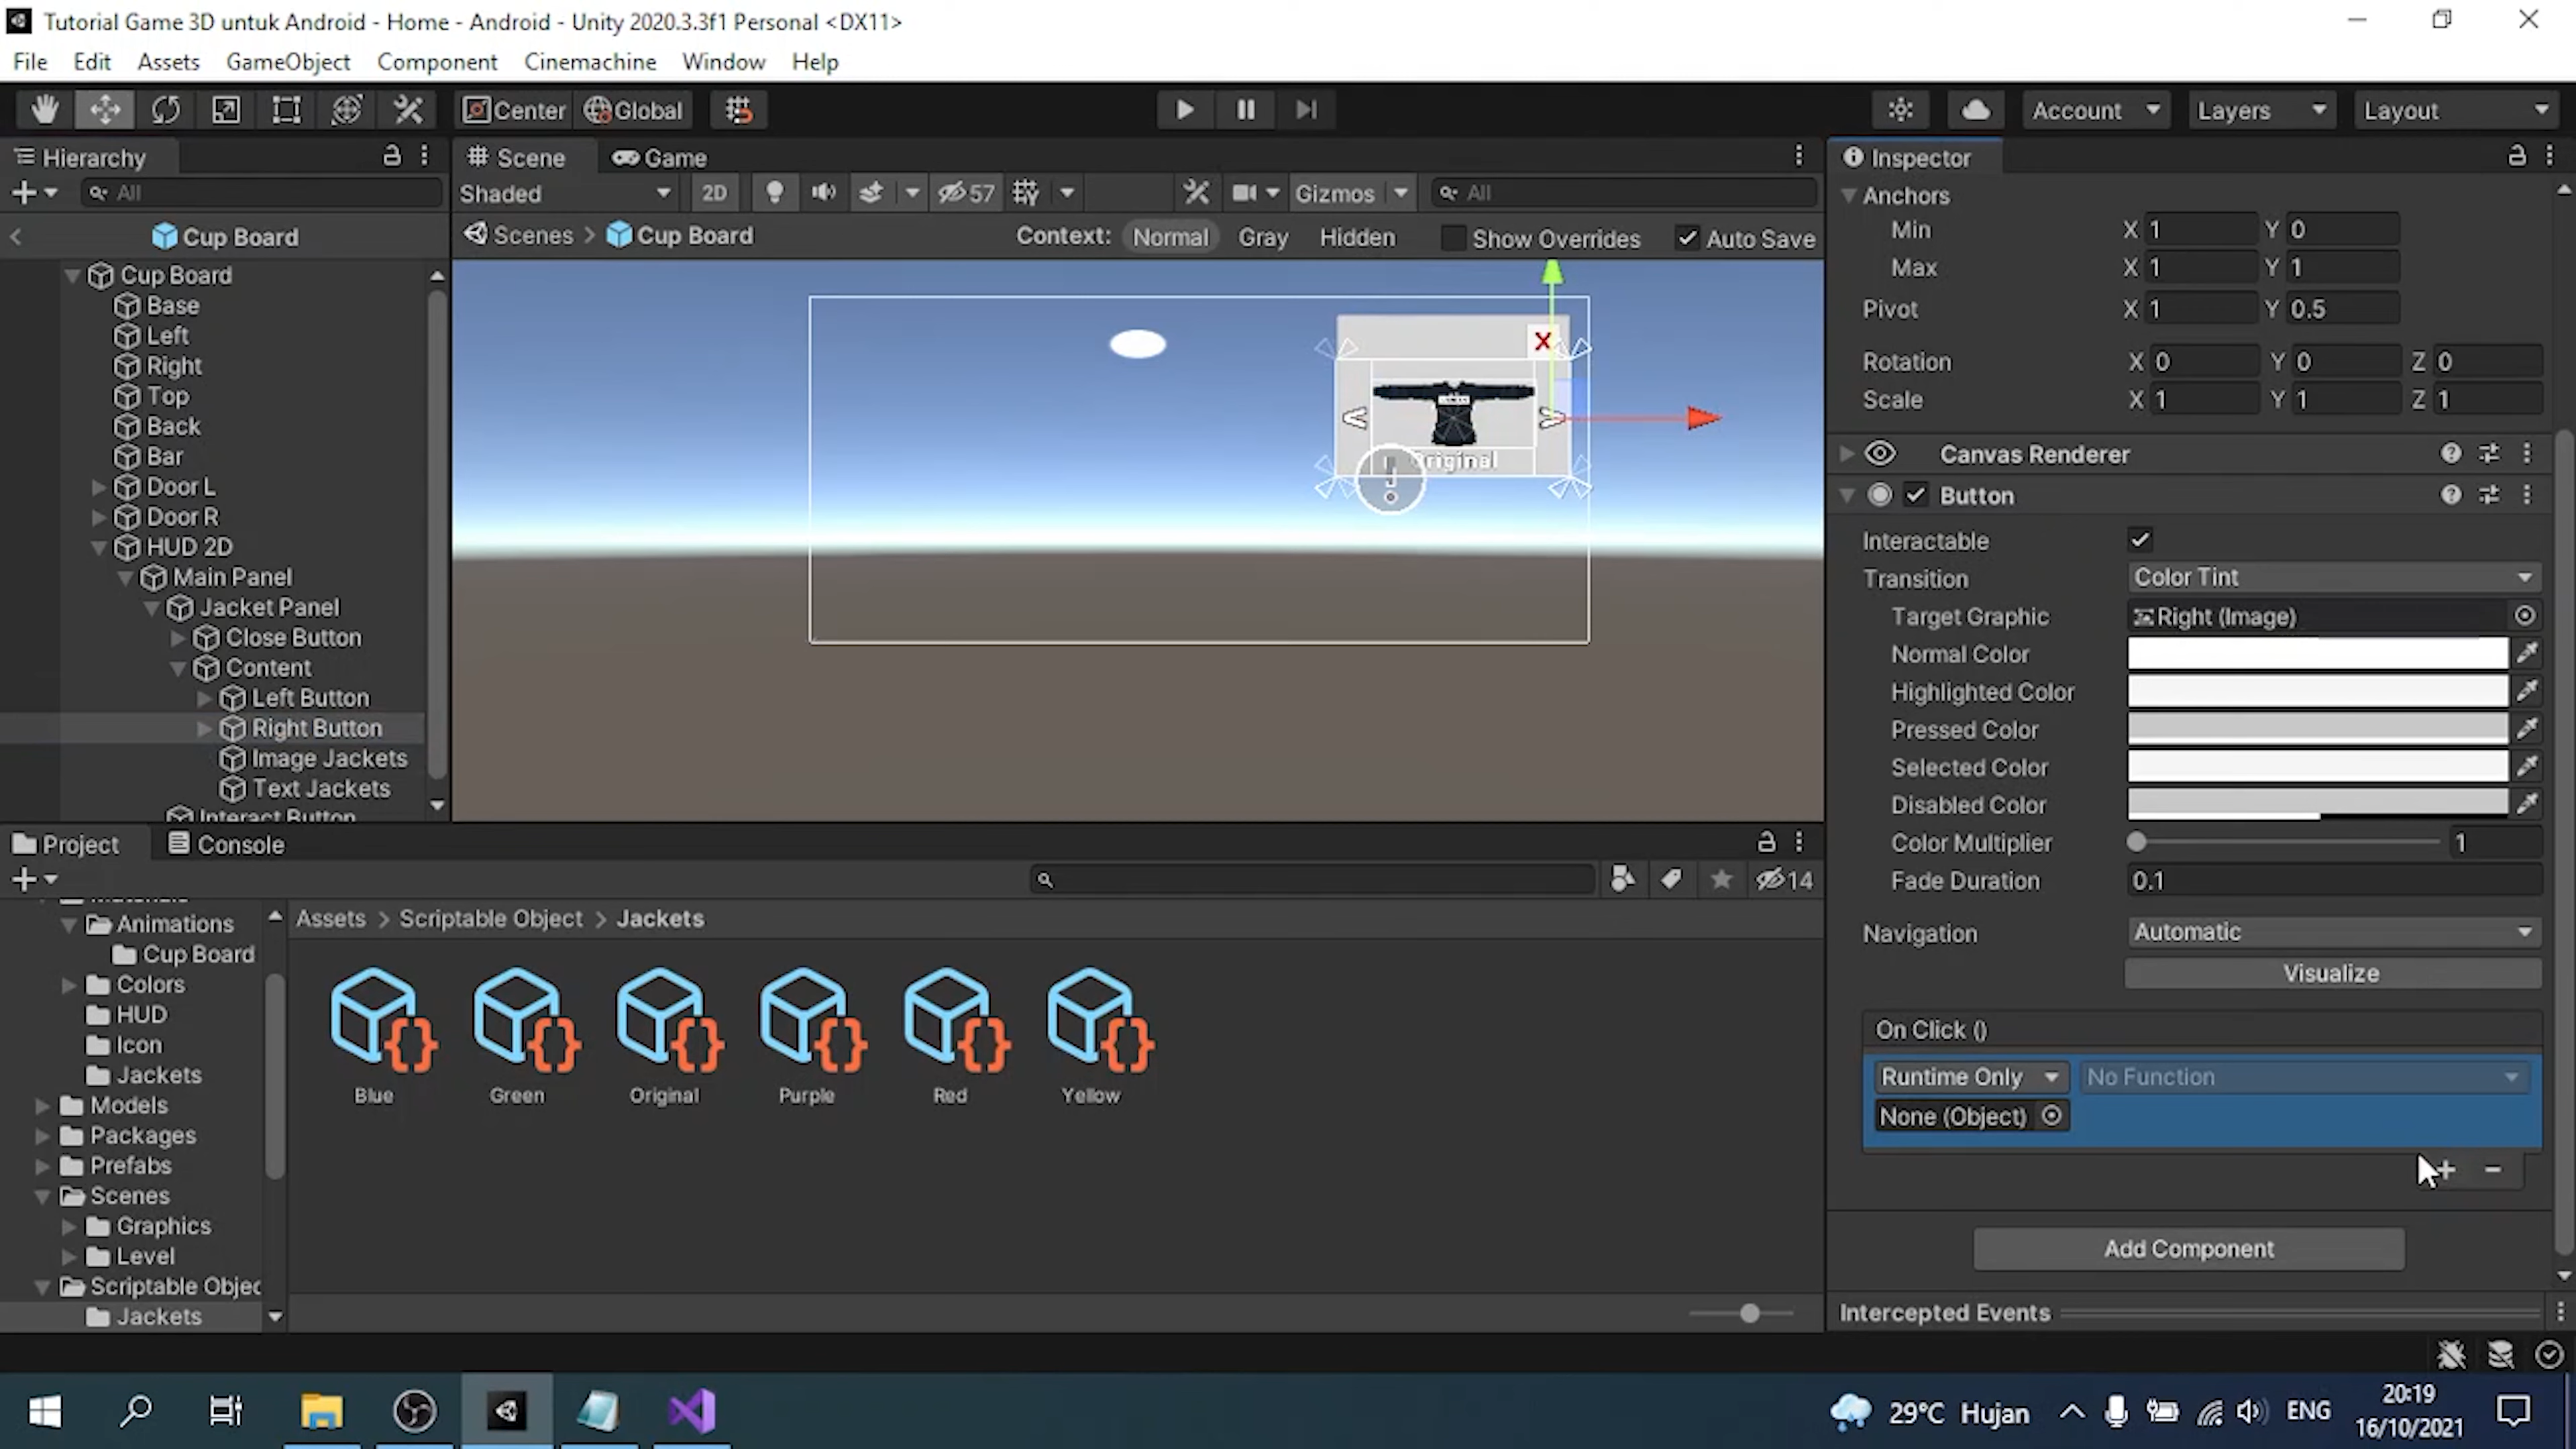 Tutorial Game 3D untuk Android - Home - Android - Unity 2020.3.3f1 Personal <DX11>
File Edit Assets GameObject Component Cinemachine Window Help
Center Global Account Layers Layout
Hierarchy
All
Cup Board
Cup Board
Base
Left
Right
Top
Back
Bar
Door L
Door R
HUD 2D
Main Panel
Jacket Panel
Close Button
Content
Left Button
Right Button
Image Jackets
Text Jackets
Interact Button
Scene Game
Shaded 2D 57 Gizmos All
Scenes > Cup Board Context: Normal Gray Hidden Show Overrides Auto Save
X
< >
Original
Inspector
Anchors
Min X 1 Y 0
Max X 1 Y 1
Pivot X 1 Y 0.5
Rotation X 0 Y 0 Z 0
Scale X 1 Y 1 Z 1
Canvas Renderer
Button
Interactable
Transition Color Tint
Target Graphic Right (Image)
Normal Color
Highlighted Color
Pressed Color
Selected Color
Disabled Color
Color Multiplier 1
Fade Duration 0.1
Navigation Automatic
Visualize
On Click ()
Runtime Only No Function
None (Object)
+ -
Add Component
Intercepted Events
Project Console
14
Animations
Cup Board
Colors
HUD
Icon
Jackets
Models
Packages
Prefabs
Scenes
Graphics
Level
Scriptable Objec
Jackets
Assets > Scriptable Object > Jackets
Blue Green Original Purple Red Yellow
29°C Hujan ENG 20:19
16/10/2021